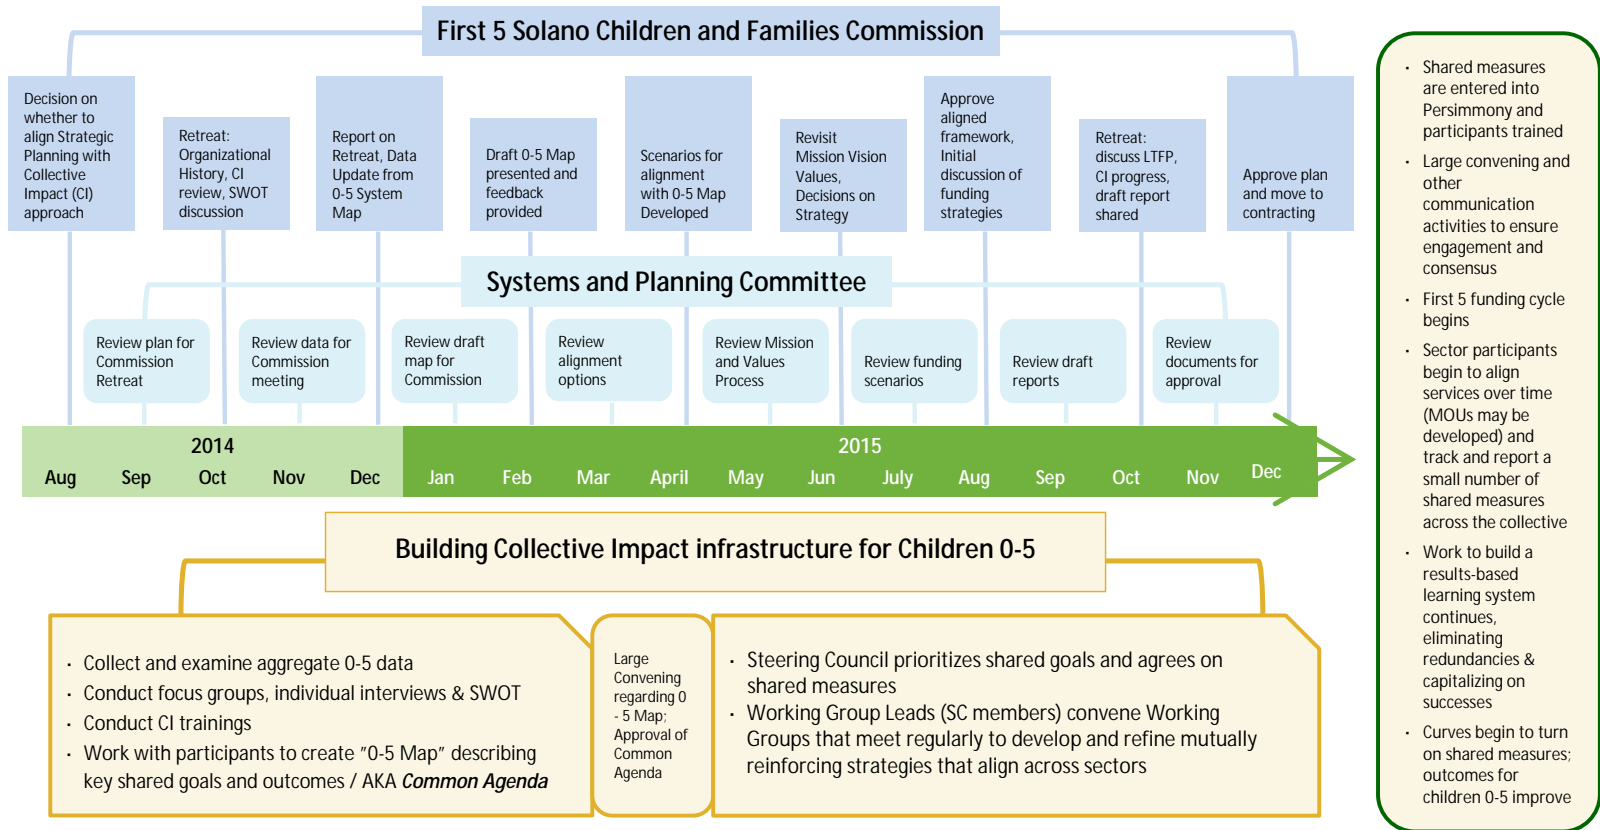 First 5 Solano Children and Families Commission
Decision on
whether to
align Strategic
Planning with
Collective
Impact (CI)
approach
Retreat:
Organizational
History, CI
review, SWOT
discussion
Report on
Retreat, Data
Update from
0-5 System
Map
Draft 0-5 Map
presented and
feedback
provided
Scenarios for
alignment
with 0-5 Map
Developed
Revisit
Mission Vision
Values,
Decisions on
Strategy
Approve
aligned
framework,
Initial
discussion of
funding
strategies
Retreat:
discuss LTFP,
CI progress,
draft report
shared
Approve plan
and move to
contracting
Systems and Planning Committee
Review plan for
Commission
Retreat
Review data for
Commission
meeting
Review draft
map for
Commission
Review
alignment
options
Review Mission
and Values
Process
Review funding
scenarios
Review draft
reports
Review
documents for
approval
2014
2015
Aug Sep Oct Nov Dec Jan Feb Mar April May Jun July Aug Sep Oct Nov Dec
Building Collective Impact infrastructure for Children 0-5
· Collect and examine aggregate 0-5 data
· Conduct focus groups, individual interviews & SWOT
· Conduct CI trainings
· Work with participants to create "0-5 Map" describing
key shared goals and outcomes / AKA Common Agenda
Large
Convening
regarding 0
- 5 Map;
Approval of
Common
Agenda
· Steering Council prioritizes shared goals and agrees on
shared measures
· Working Group Leads (SC members) convene Working
Groups that meet regularly to develop and refine mutually
reinforcing strategies that align across sectors
· Shared measures
are entered into
Persimmony and
participants trained
· Large convening and
other
communication
activities to ensure
engagement and
consensus
· First 5 funding cycle
begins
· Sector participants
begin to align
services over time
(MOUs may be
developed) and
track and report a
small number of
shared measures
across the collective
· Work to build a
results-based
learning system
continues,
eliminating
redundancies &
capitalizing on
successes
· Curves begin to turn
on shared measures;
outcomes for
children 0-5 improve